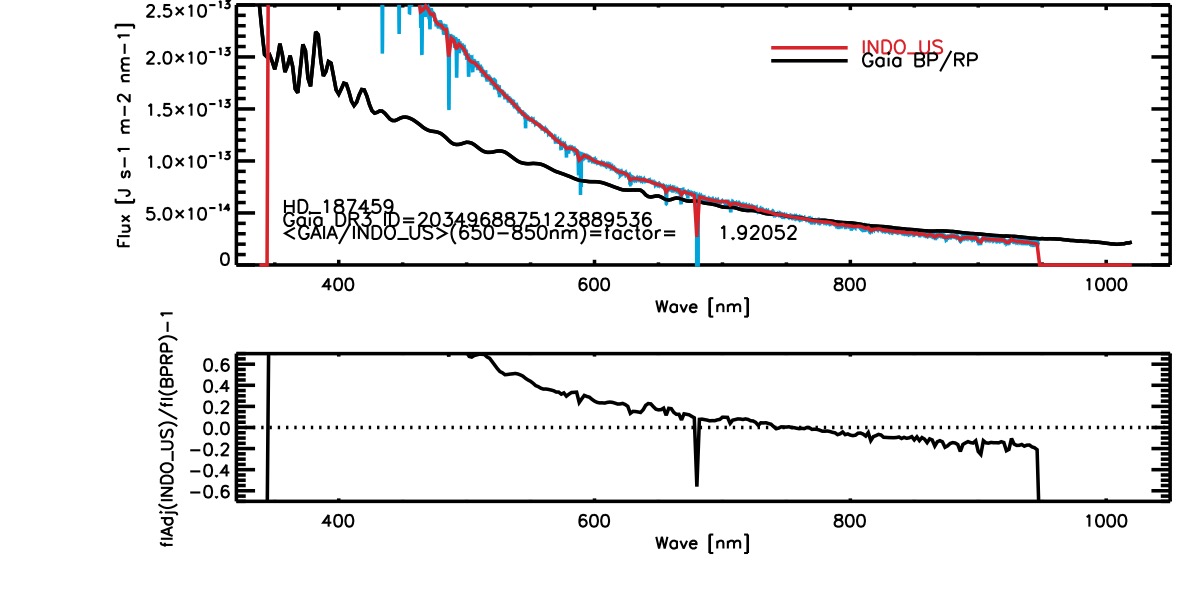 2.5×10−13
2.0×10−13
1.5×10−13
1.0×10−13
5.0×10−14
0
Flux [J s−1 m−2 nm−1]
INDO_US
Gaia BP/RP
HD_187459
Gaia DR3_ID=2034968875123889536
<GAIA/INDO_US>(650−850nm)=factor= 1.92052
400 600 800 1000
Wave [nm]
flAdj(INDO_US)/fl(BPRP)−1
0.6
0.4
0.2
0.0
−0.2
−0.4
−0.6
400 600 800 1000
Wave [nm]